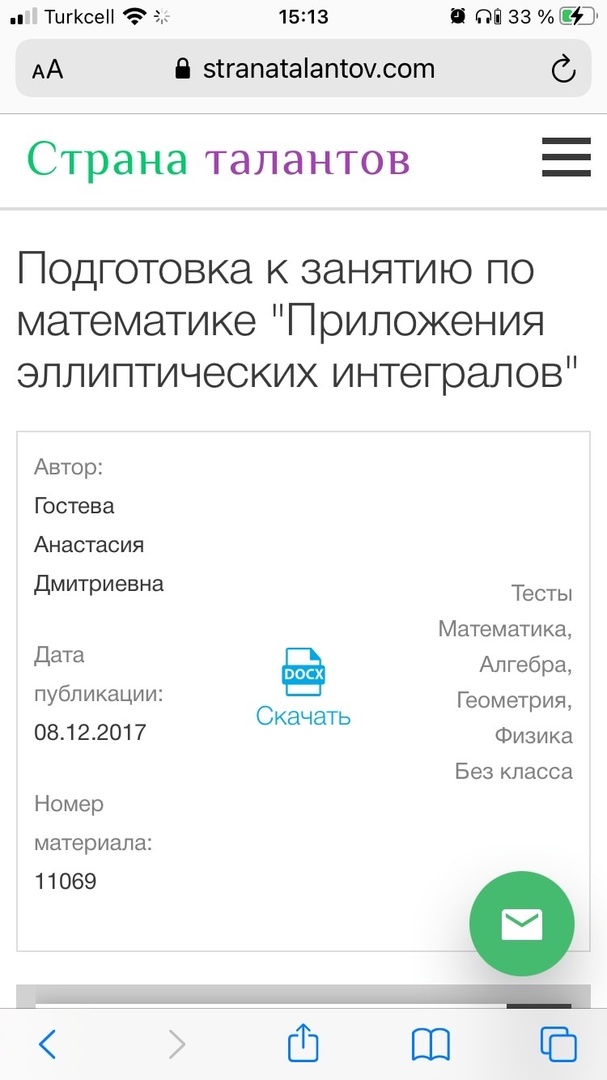 Turkcell 15:13 33 %
AA stranatalantov.com
Страна талантов
Подготовка к занятию по
математике "Приложения
эллиптических интегралов"
Автор:
Гостева
Анастасия
Дмитриевна
Дата
публикации:
08.12.2017
Номер
материала:
11069
DOCX
Скачать
Тесты
Математика,
Алгебра,
Геометрия,
Физика
Без класса